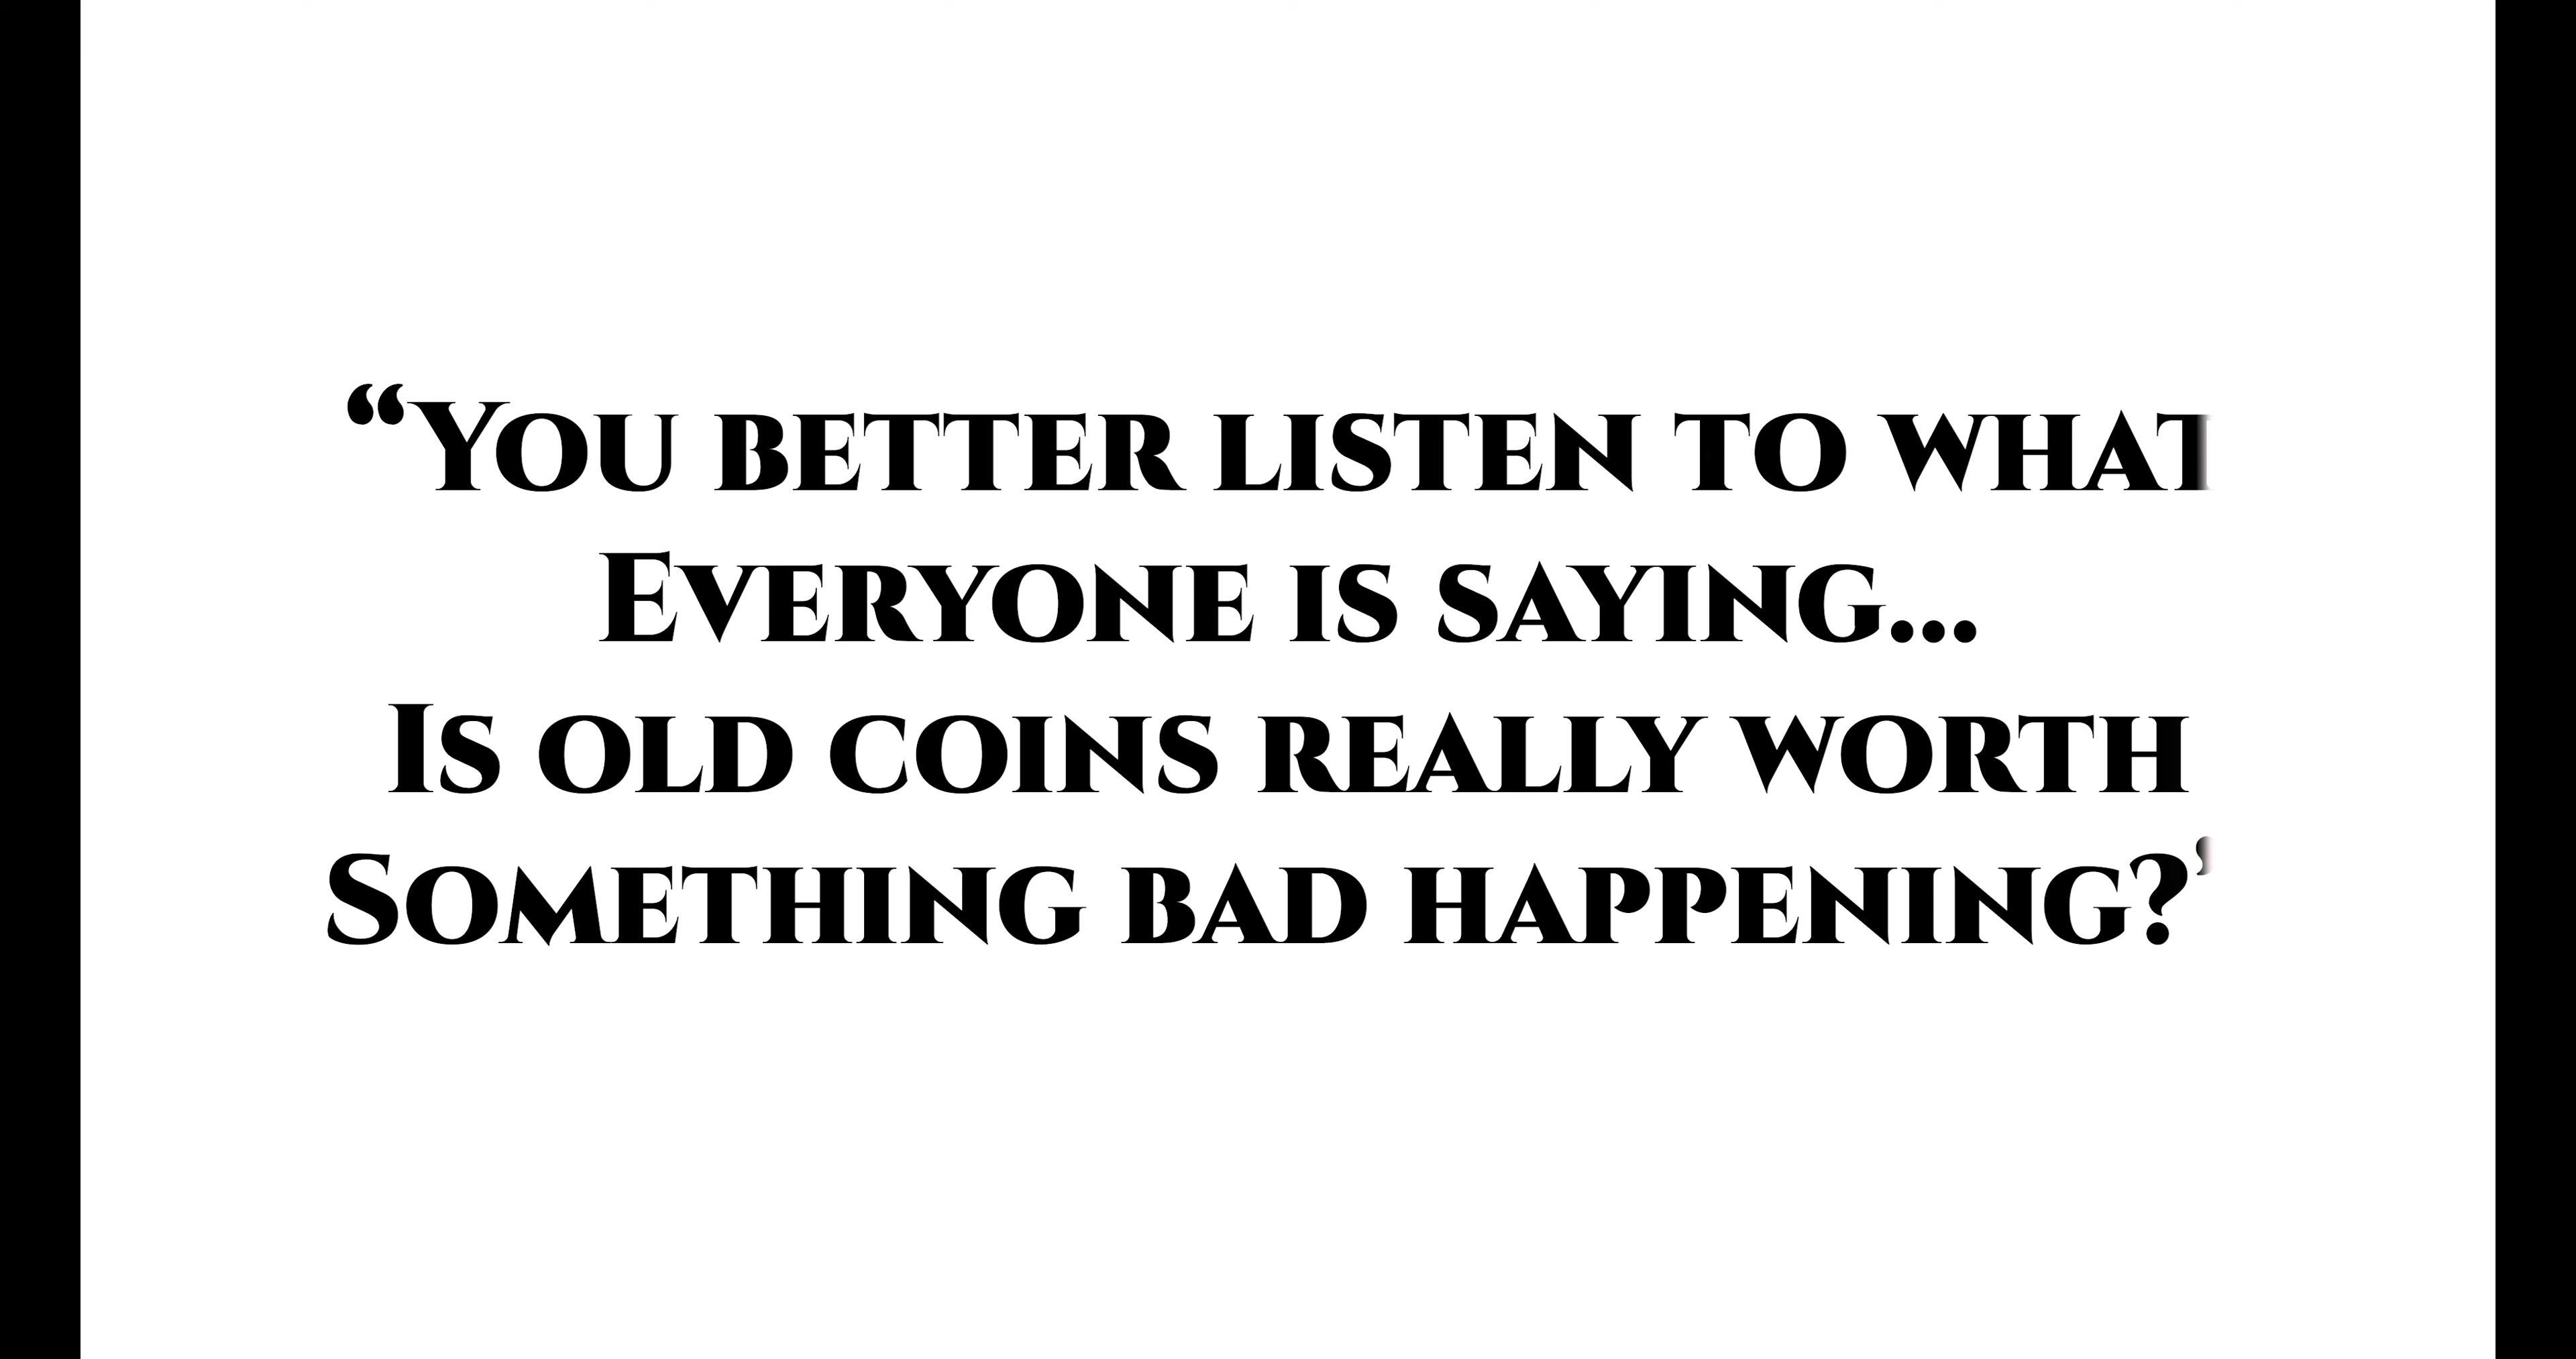 “You better listen to what
Everyone is saying...
Is old coins really worth
Something bad happening?’